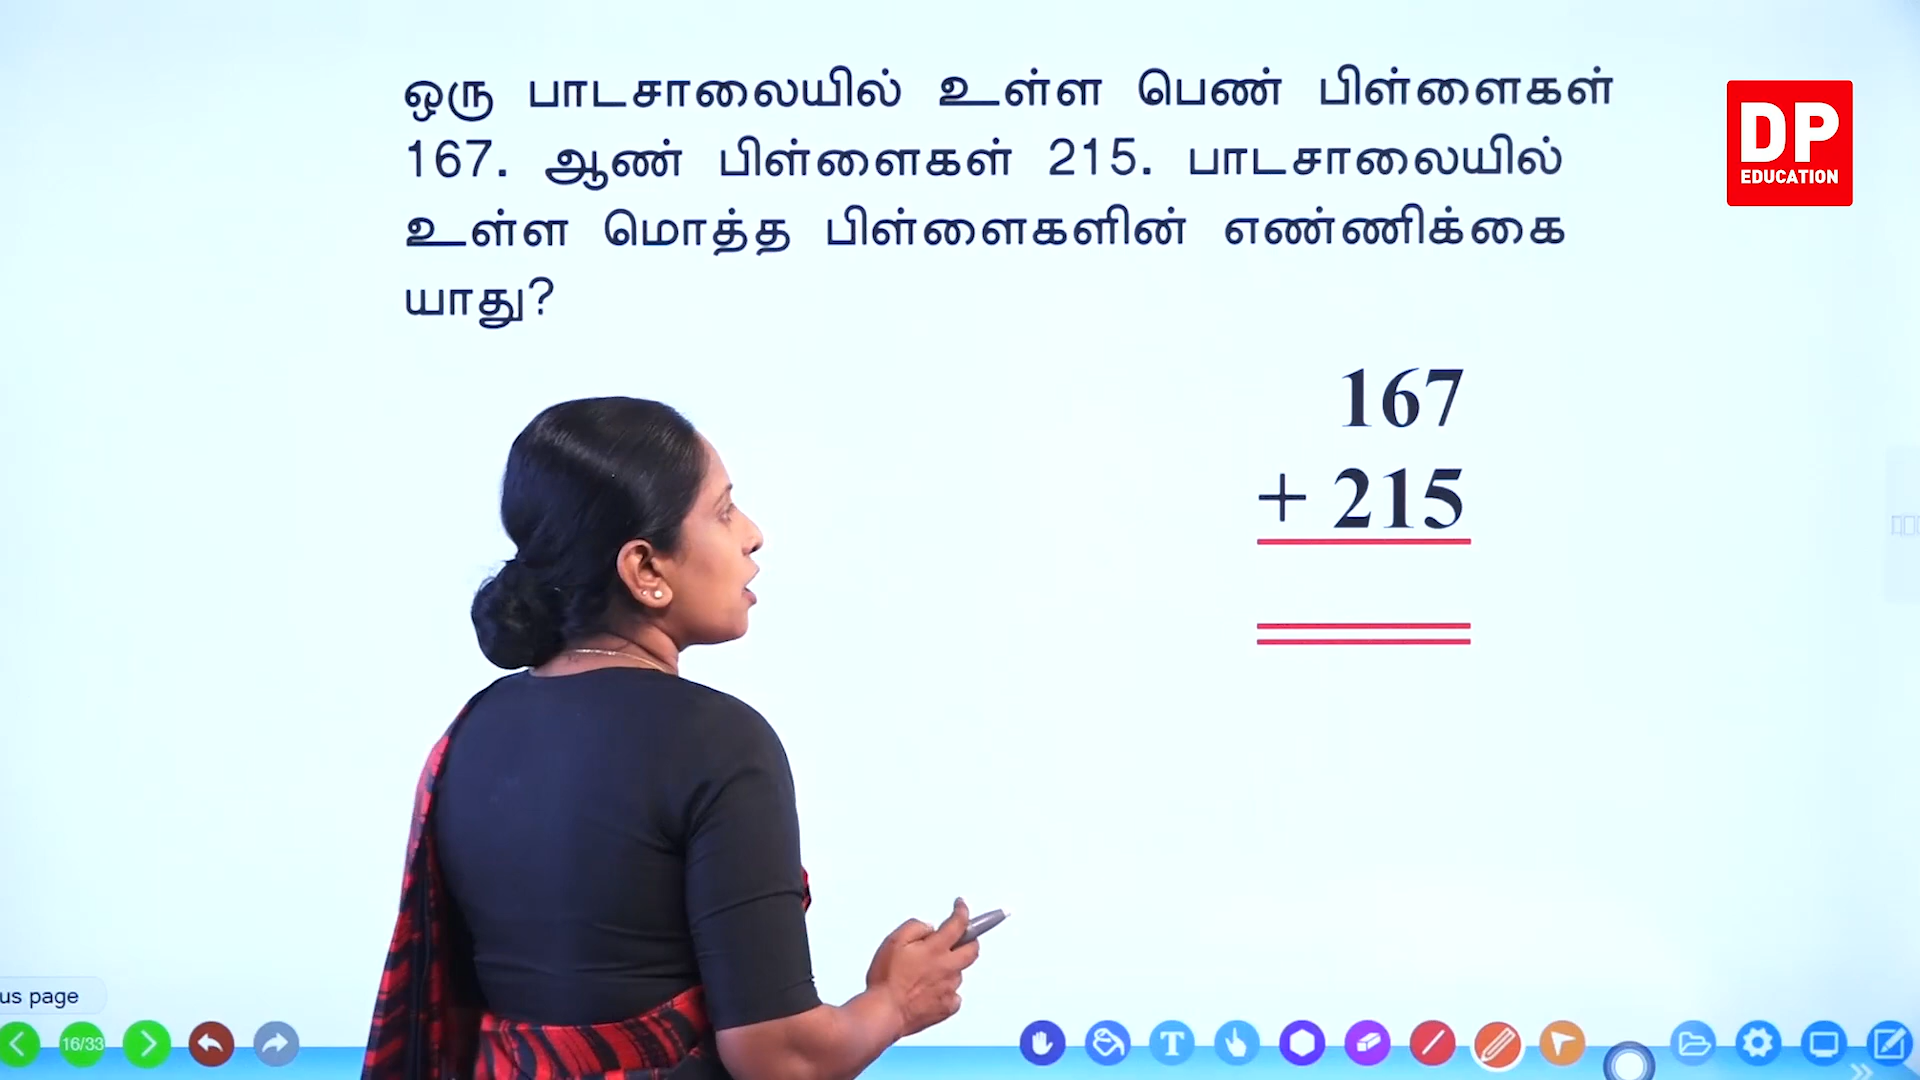 ஒரு பாடசாலையில் உள்ள பெண் பிள்ளைகள்
167. ஆண் பிள்ளைகள் 215. பாடசாலையில்
உள்ள மொத்த பிள்ளைகளின் எண்ணிக்கை
யாது?
DP
EDUCATION
167
+ 215
us page
16/33
T